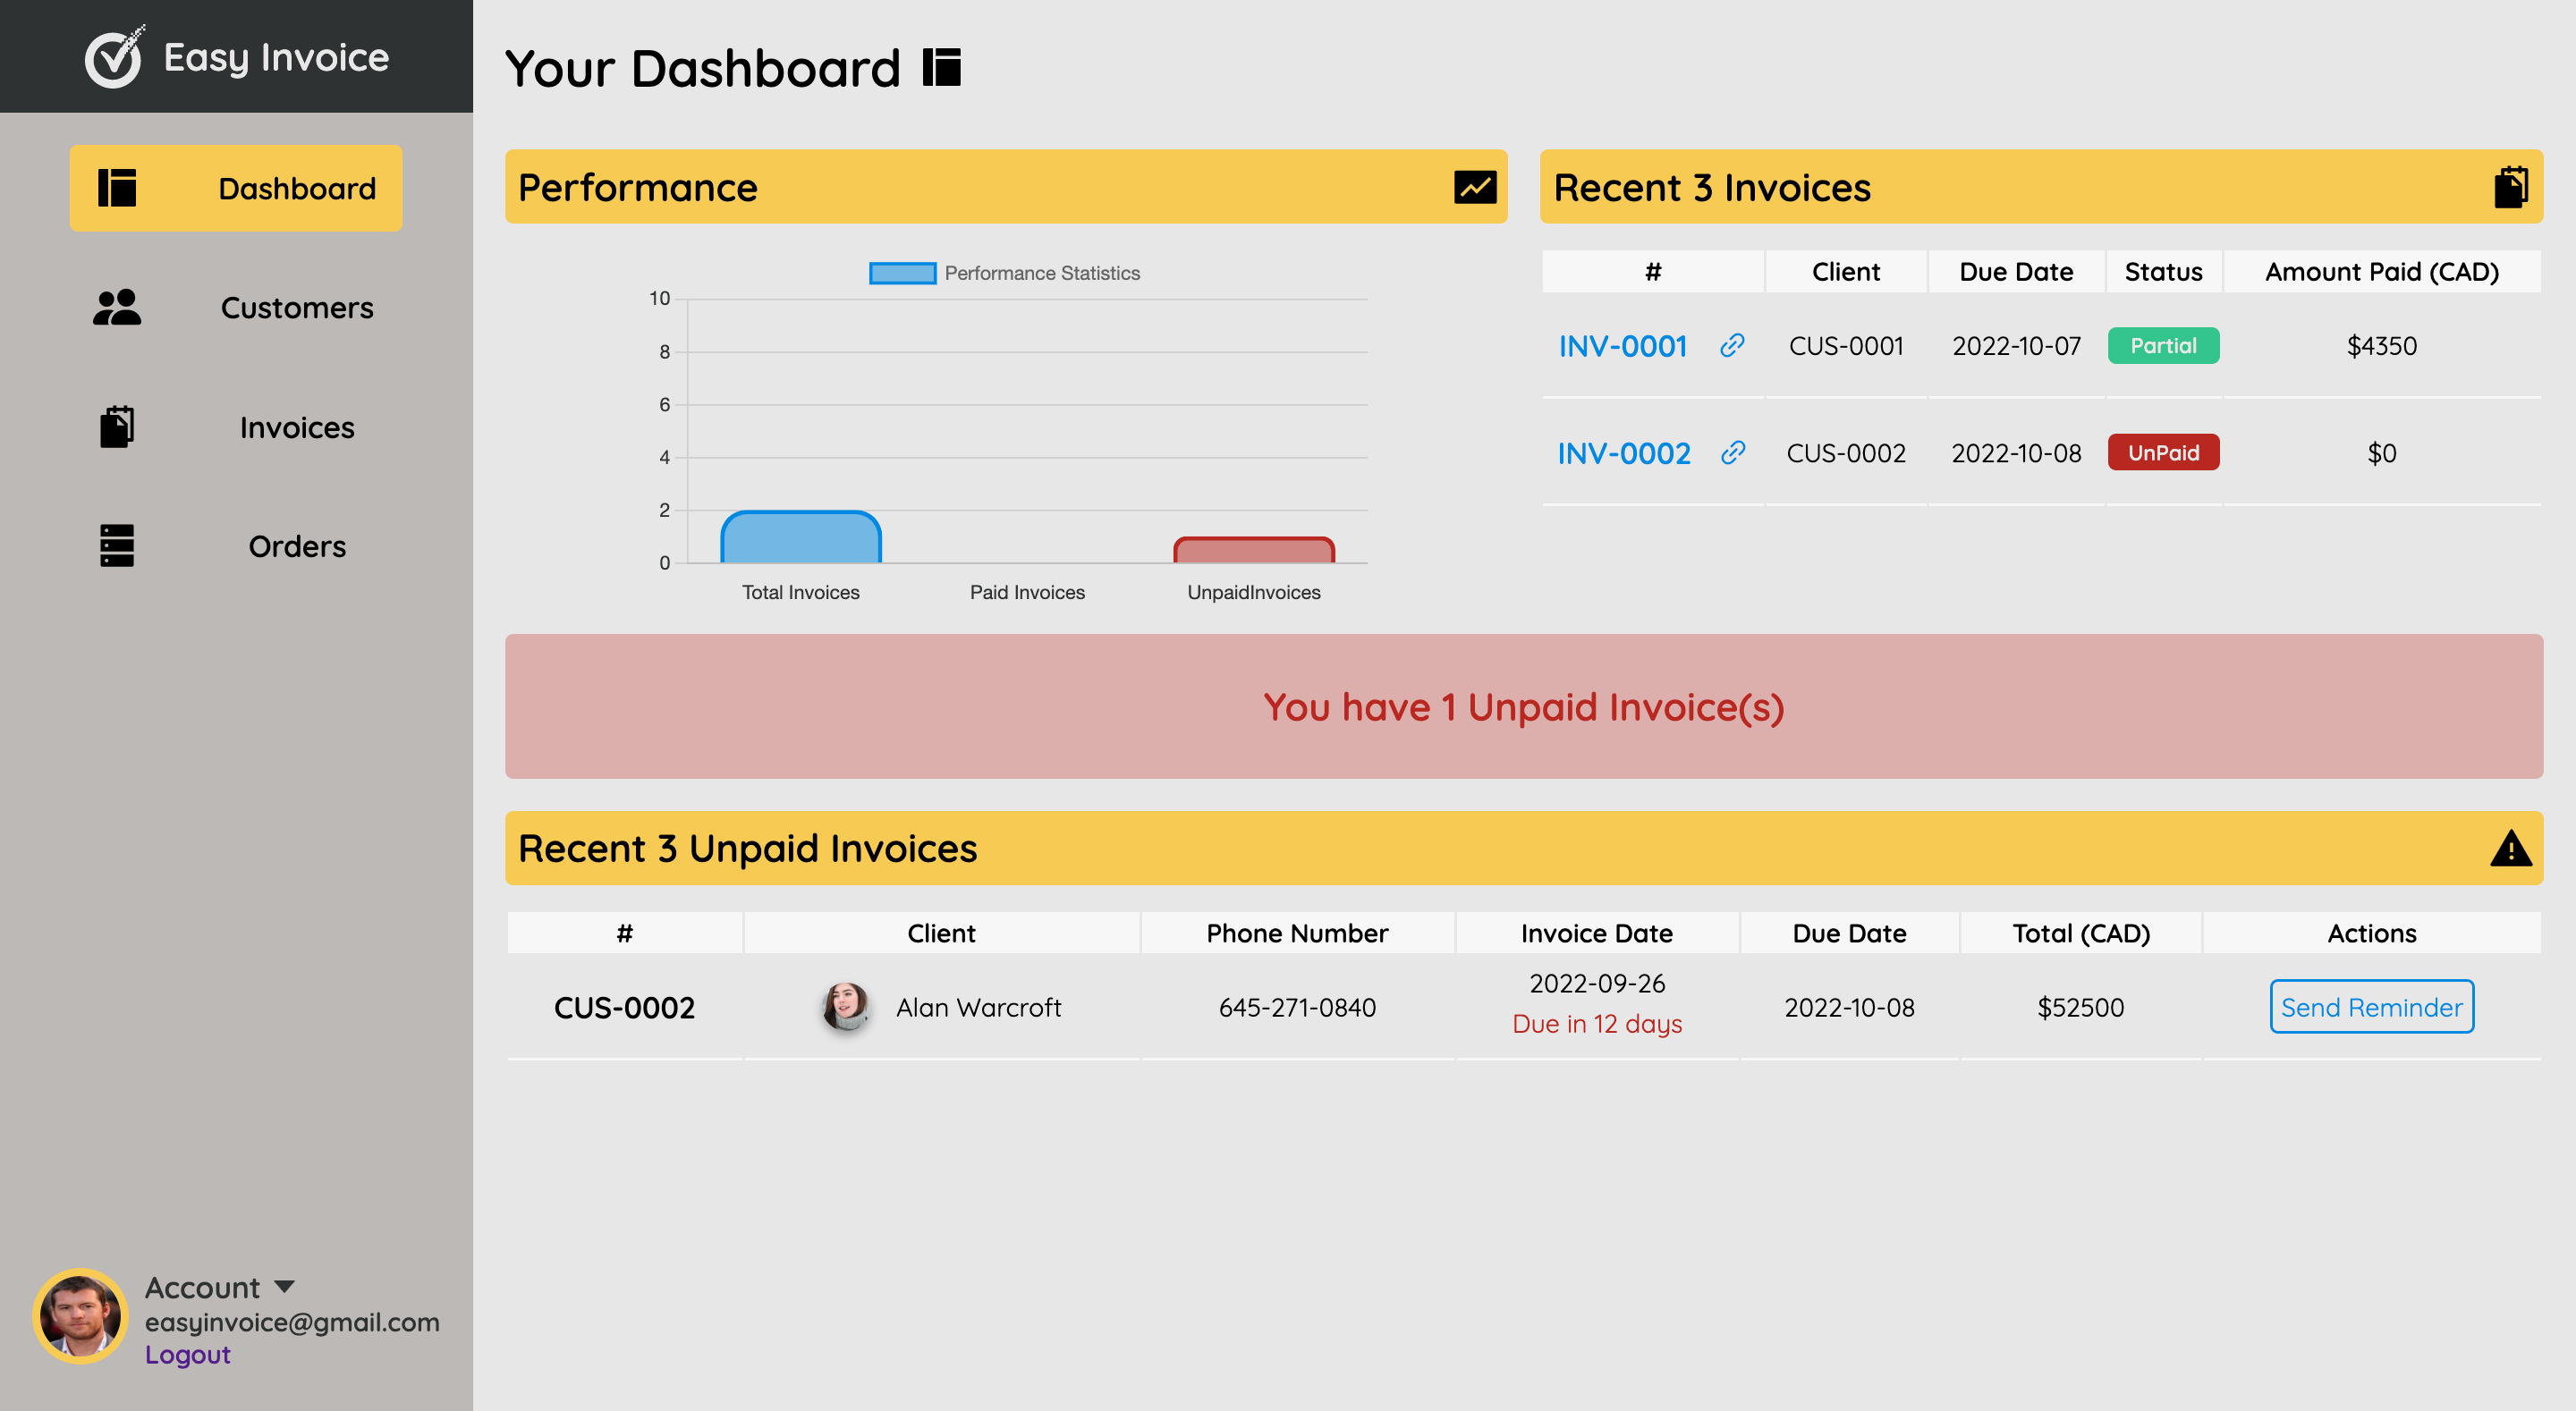 Easy Invoice
Dashboard
Customers
Invoices
Orders
Account
easyinvoice@gmail.com
Logout
Your Dashboard
Performance
Performance Statistics
10
8
6
4
2
0
Total Invoices Paid Invoices UnpaidInvoices
Recent 3 Invoices
# Client Due Date Status Amount Paid (CAD)
INV-0001 CUS-0001 2022-10-07 Partial $4350
INV-0002 CUS-0002 2022-10-08 UnPaid $0
You have 1 Unpaid Invoice(s)
Recent 3 Unpaid Invoices
# Client Phone Number Invoice Date Due Date Total (CAD) Actions
CUS-0002 Alan Warcroft 645-271-0840 2022-09-26 2022-10-08 $52500 Send Reminder
Due in 12 days